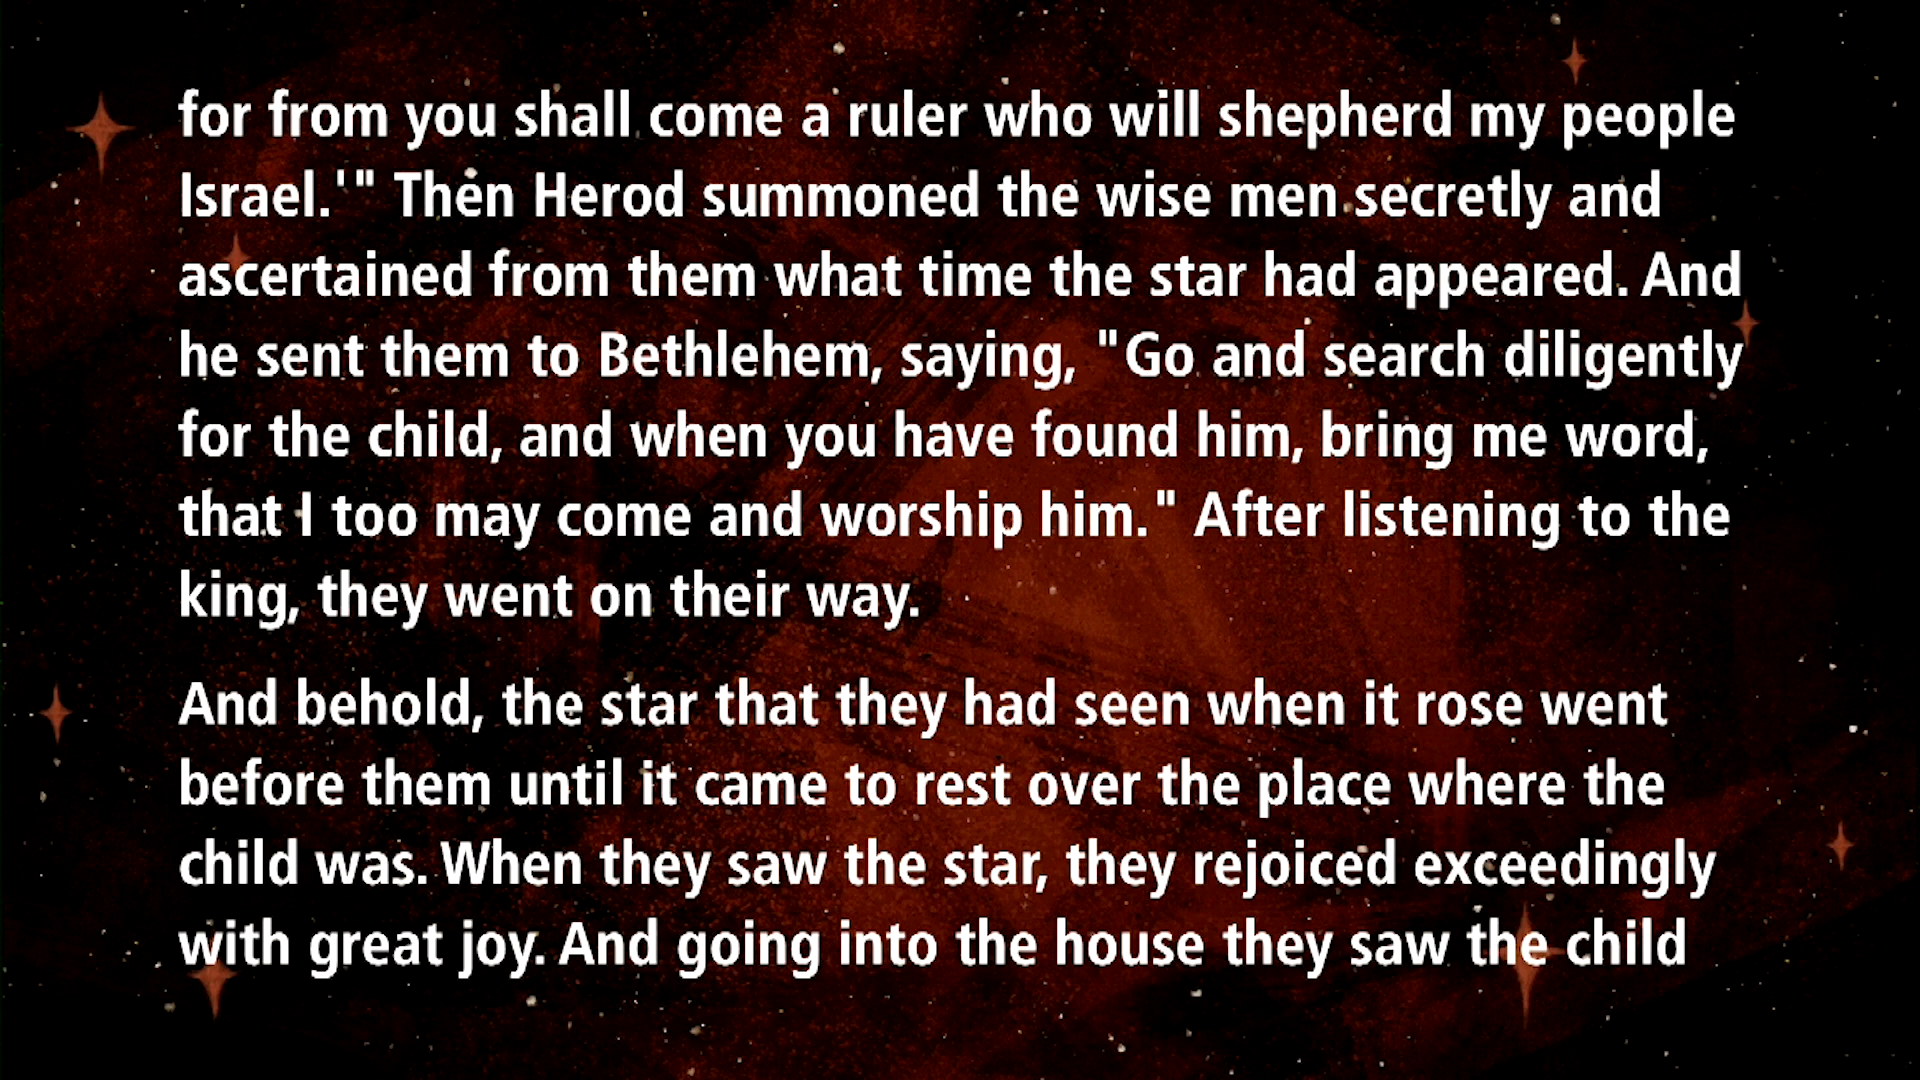 for from you shall come a ruler who will shepherd my people
Israel.'" Then Herod summoned the wise men secretly and
ascertained from them what time the star had appeared. And
he sent them to Bethlehem, saying, "Go and search diligently
for the child, and when you have found him, bring me word,
that I too may come and worship him." After listening to the
king, they went on their way.
And behold, the star that they had seen when it rose went
before them until it came to rest over the place where the
child was. When they saw the star, they rejoiced exceedingly
with great joy. And going into the house they saw the child